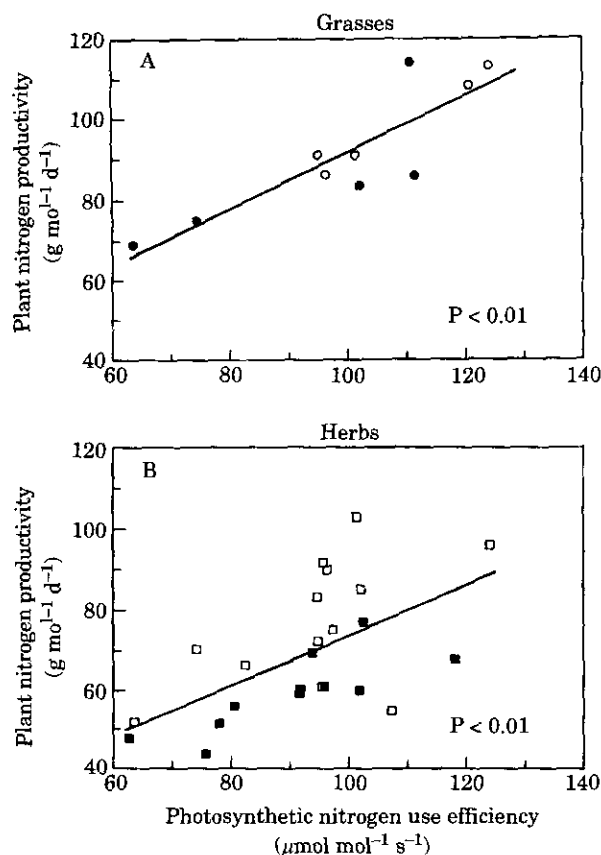 Grasses
A
120
100
80
60
40
60
80
100
120
140
P < 0.01
Plant nitrogen productivity
(g mol⁻¹ d⁻¹)
Herbs
B
120
100
80
60
40
60
80
100
120
140
P < 0.01
Plant nitrogen productivity
(g mol⁻¹ d⁻¹)
Photosynthetic nitrogen use efficiency
(μmol mol⁻¹ s⁻¹)